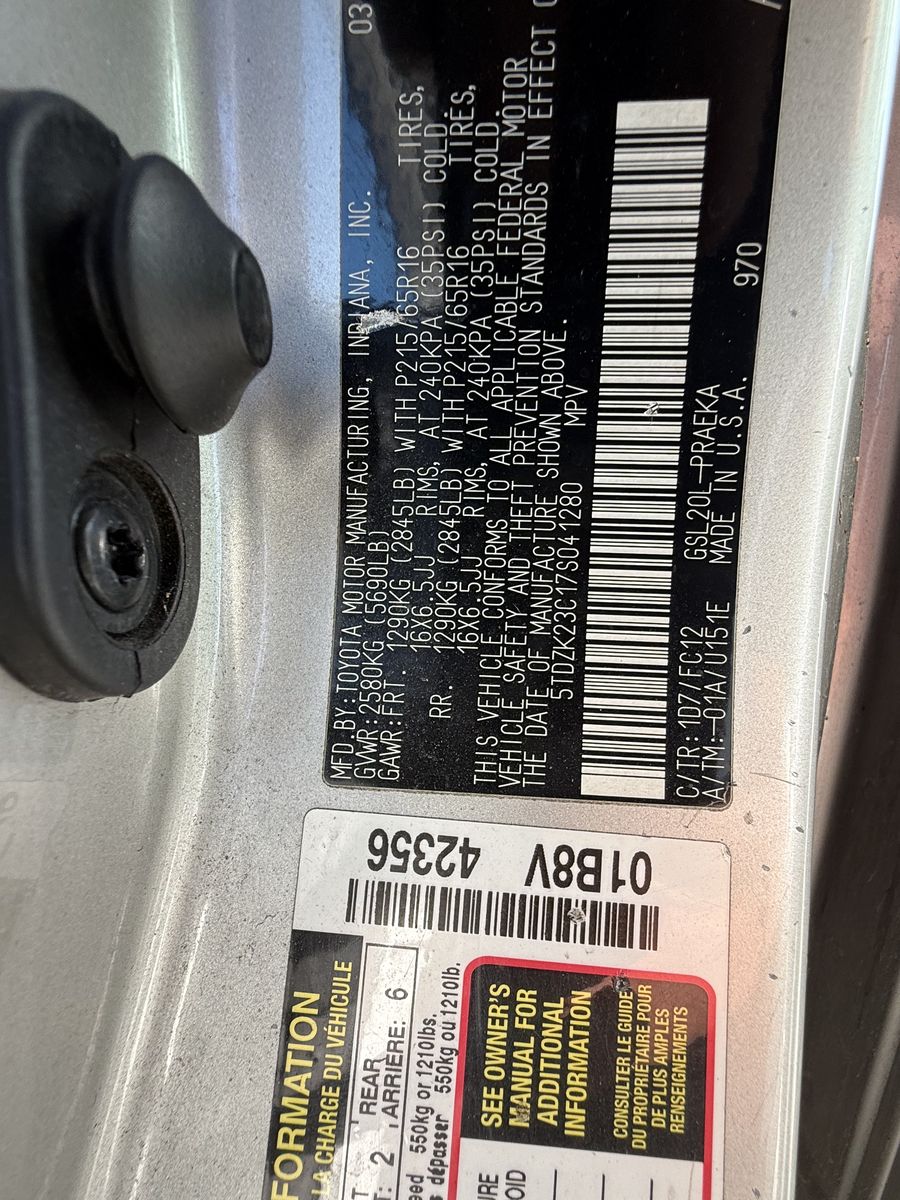 MFD.BY:TOYOTA MOTOR MANUFACTURING, INDIANA, INC. 03
GVWR:2580KG (5690LB)
GAWR:FRT 1290KG (2845LB) WITH P215/65R16 TIRES,
16X6.5JJ RIMS, AT 240KPA (35PSI) COLD
RR. 1290KG (2845LB) WITH P215/65R16 TIRES,
16X6.5JJ RIMS, AT 240KPA (35PSI) COLD.
THIS VEHICLE CONFORMS TO ALL APPLICABLE FEDERAL MOTOR
VEHICLE SAFETY AND THEFT PREVENTION STANDARDS IN EFFECT O
THE DATE OF MANUFACTURE SHOWN ABOVE.
5TDZK23C17S041280 MPV
C/TR:1D7/FC12 GSL20L-PRAEKA 970
A/TM:-01A/U151E MADE IN U.S.A.
01B8V 42356
FORMATION
LA CHARGE DU VÉHICULE
2 REAR
ARRIÈRE: 6
550kg or 1210lbs.
dépasser 550kg ou 1210lb.
SEE OWNER'S
MANUAL FOR
ADDITIONAL
INFORMATION
CONSULTER LE GUIDE
DU PROPRIÉTAIRE POUR
DE PLUS AMPLES
RENSEIGNEMENTS